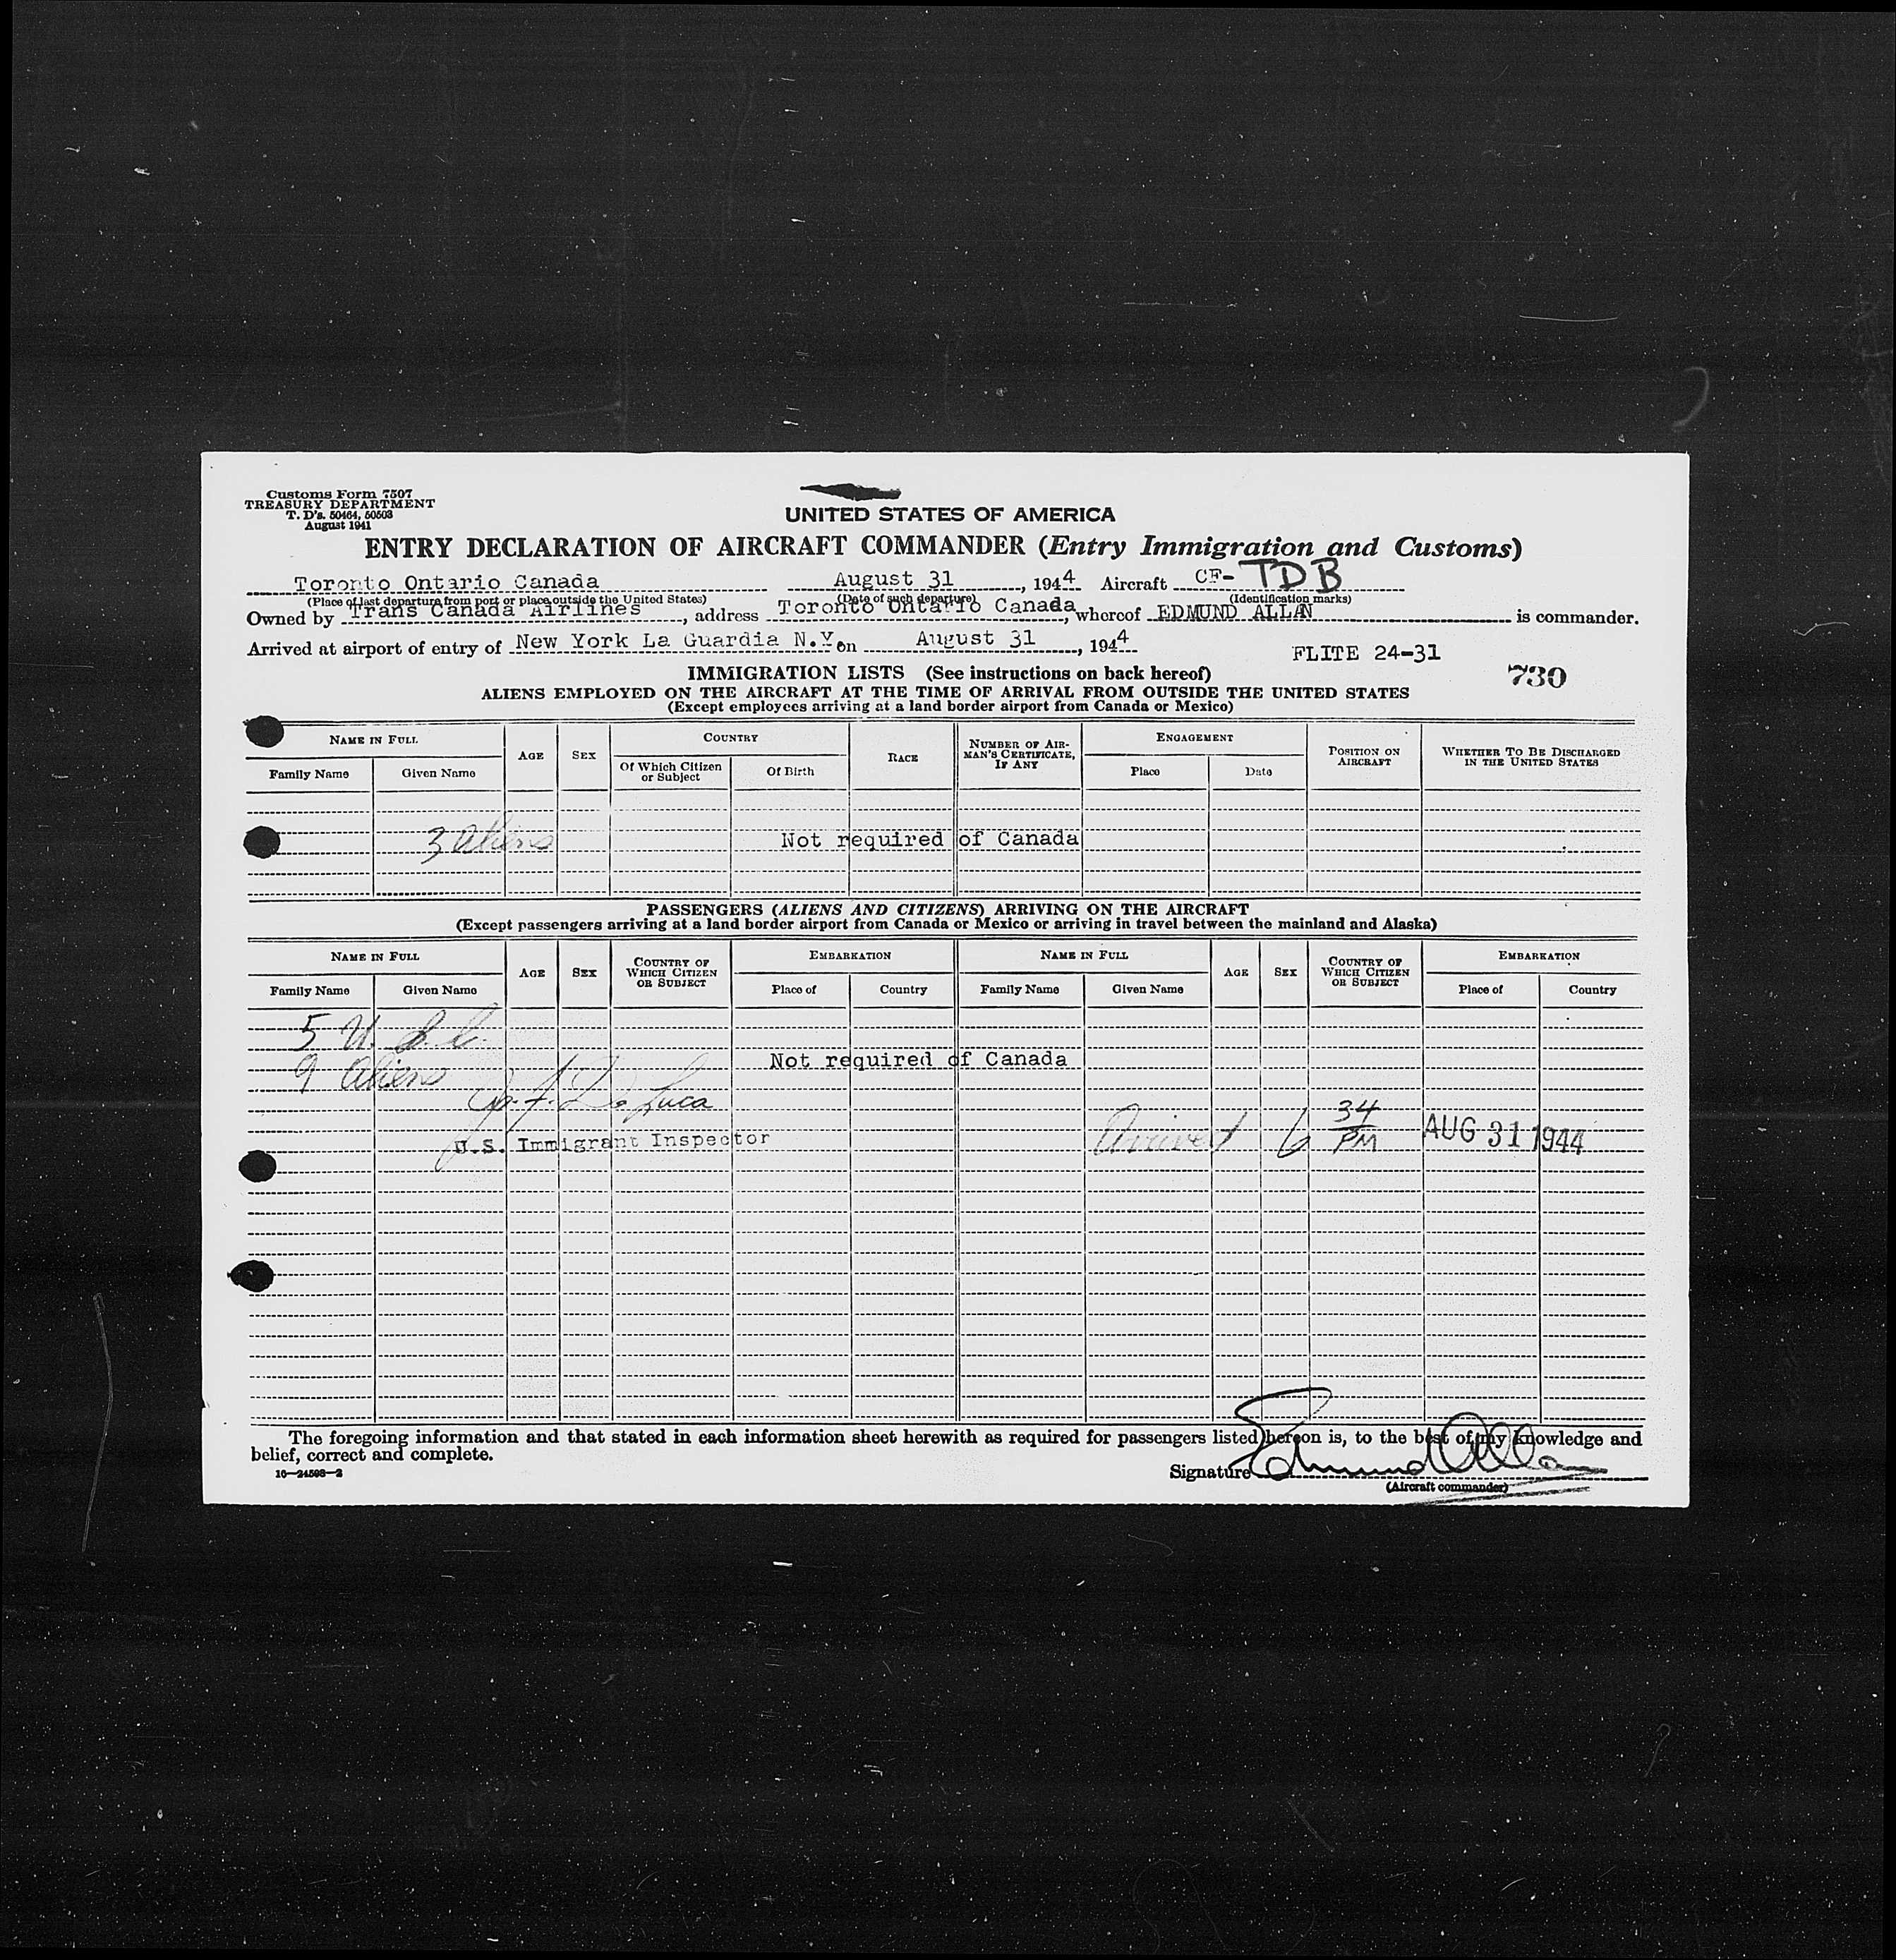 Customs Form 7507
TREASURY DEPARTMENT
T. D's. 50464, 50503
August 1941
UNITED STATES OF AMERICA
ENTRY DECLARATION OF AIRCRAFT COMMANDER (Entry Immigration and Customs)
Toronto Ontario Canada August 31, 1944 Aircraft CF-TDB
(Place of last departure from port or place outside the United States) (Date of such departure) (Identification marks)
Owned by Trans Canada Airlines, address Toronto Ontario Canada, whereof EDMUND ALLAN is commander.
Arrived at airport of entry of New York La Guardia N.Y. on August 31, 1944
FLITE 24-31
730
IMMIGRATION LISTS (See instructions on back hereof)
ALIENS EMPLOYED ON THE AIRCRAFT AT THE TIME OF ARRIVAL FROM OUTSIDE THE UNITED STATES
(Except employees arriving at a land border airport from Canada or Mexico)
NAME IN FULL
Family Name Given Name
AGE
SEX
COUNTRY
Of Which Citizen or Subject
Of Birth
RACE
NUMBER OF AIRMAN'S CERTIFICATE, IF ANY
ENGAGEMENT
Place Date
POSITION ON AIRCRAFT
WHETHER TO BE DISCHARGED IN THE UNITED STATES
3 Aliens Not required of Canada
PASSENGERS (ALIENS AND CITIZENS) ARRIVING ON THE AIRCRAFT
(Except passengers arriving at a land border airport from Canada or Mexico or arriving in travel between the mainland and Alaska)
NAME IN FULL
Family Name Given Name
AGE
SEX
COUNTRY OF WHICH CITIZEN OR SUBJECT
EMBARKATION
Place of Country
NAME IN FULL
Family Name Given Name
AGE
SEX
COUNTRY OF WHICH CITIZEN OR SUBJECT
EMBARKATION
Place of Country
5 U. S. C.
9 Aliens Not required of Canada
De Luca
U.S. Immigrant Inspector
Arrived 6 34 PM AUG 31 1944
The foregoing information and that stated in each information sheet herewith as required for passengers listed hereon is, to the best of my knowledge and
belief, correct and complete.
16—24598—2
Signature Edmund Allan
(Aircraft commander)